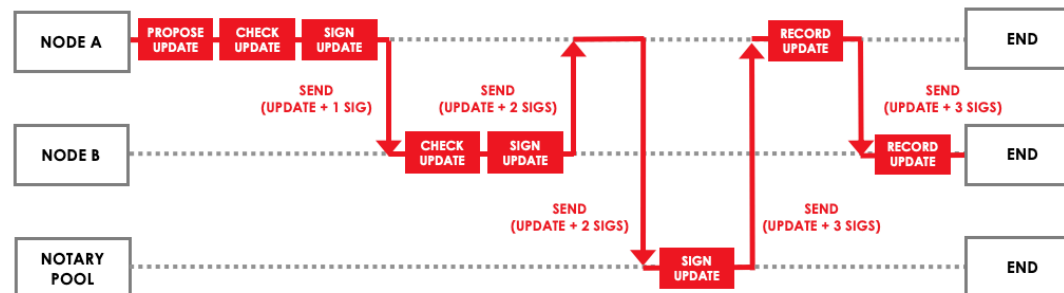 NODE A
PROPOSE
UPDATE
CHECK
UPDATE
SIGN
UPDATE
RECORD
UPDATE
END
SEND
(UPDATE + 1 SIG)
SEND
(UPDATE + 2 SIGS)
SEND
(UPDATE + 3 SIGS)
NODE B
CHECK
UPDATE
SIGN
UPDATE
RECORD
UPDATE
END
SEND
(UPDATE + 2 SIGS)
SEND
(UPDATE + 3 SIGS)
NOTARY
POOL
SIGN
UPDATE
END